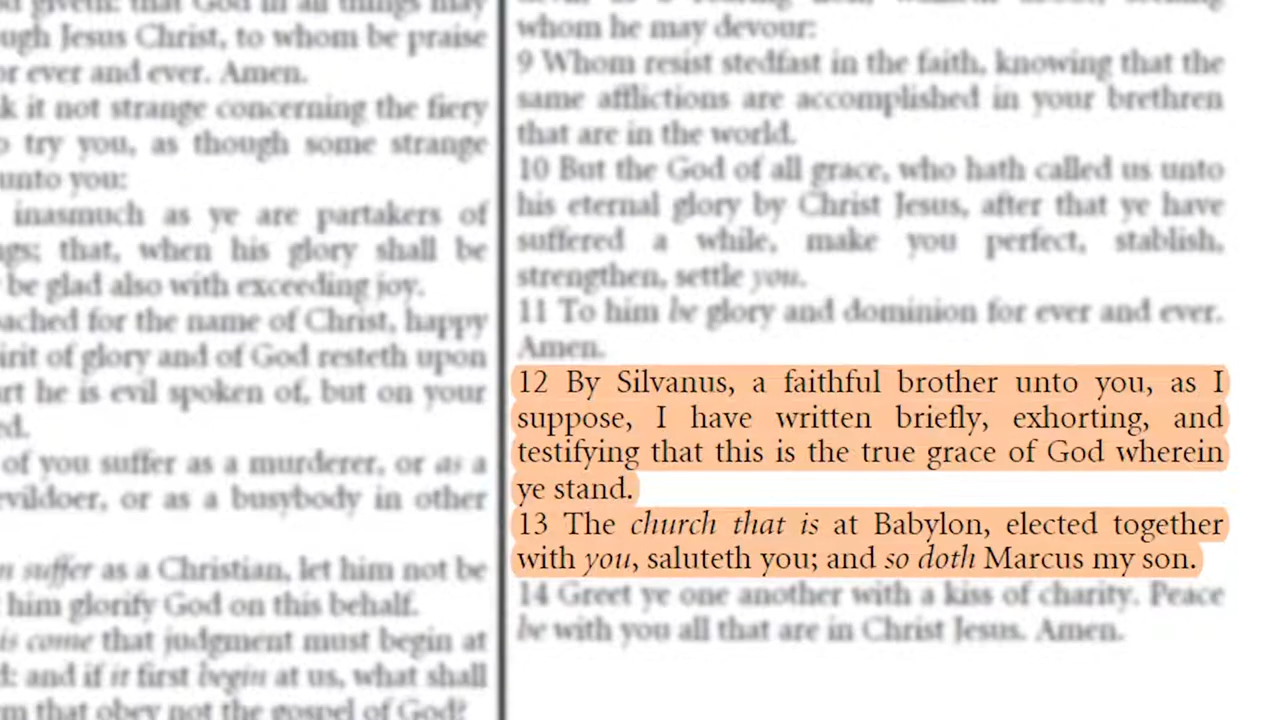 ugh Jesus Christ, to whom be praise
or ever and ever. Amen.
k it not strange concerning the fiery
o try you, as though some strange
unto you:
inasmuch as ye are partakers of
gs; that, when his glory shall be
be glad also with exceeding joy.
ached for the name of Christ, happy
irit of glory and of God resteth upon
rt he is evil spoken of, but on your
ed.
of you suffer as a murderer, or as a
evildoer, or as a busybody in other
n suffer as a Christian, let him not be
him glorify God on this behalf.
is come that judgment must begin at
d: and if it first begin at us, what shall
m that obey not the gospel of God?
whom he may devour:
9 Whom resist stedfast in the faith, knowing that the
same afflictions are accomplished in your brethren
that are in the world.
10 But the God of all grace, who hath called us unto
his eternal glory by Christ Jesus, after that ye have
suffered a while, make you perfect, stablish,
strengthen, settle you.
11 To him be glory and dominion for ever and ever.
Amen.
12 By Silvanus, a faithful brother unto you, as I
suppose, I have written briefly, exhorting, and
testifying that this is the true grace of God wherein
ye stand.
13 The church that is at Babylon, elected together
with you, saluteth you; and so doth Marcus my son.
14 Greet ye one another with a kiss of charity. Peace
be with you all that are in Christ Jesus. Amen.